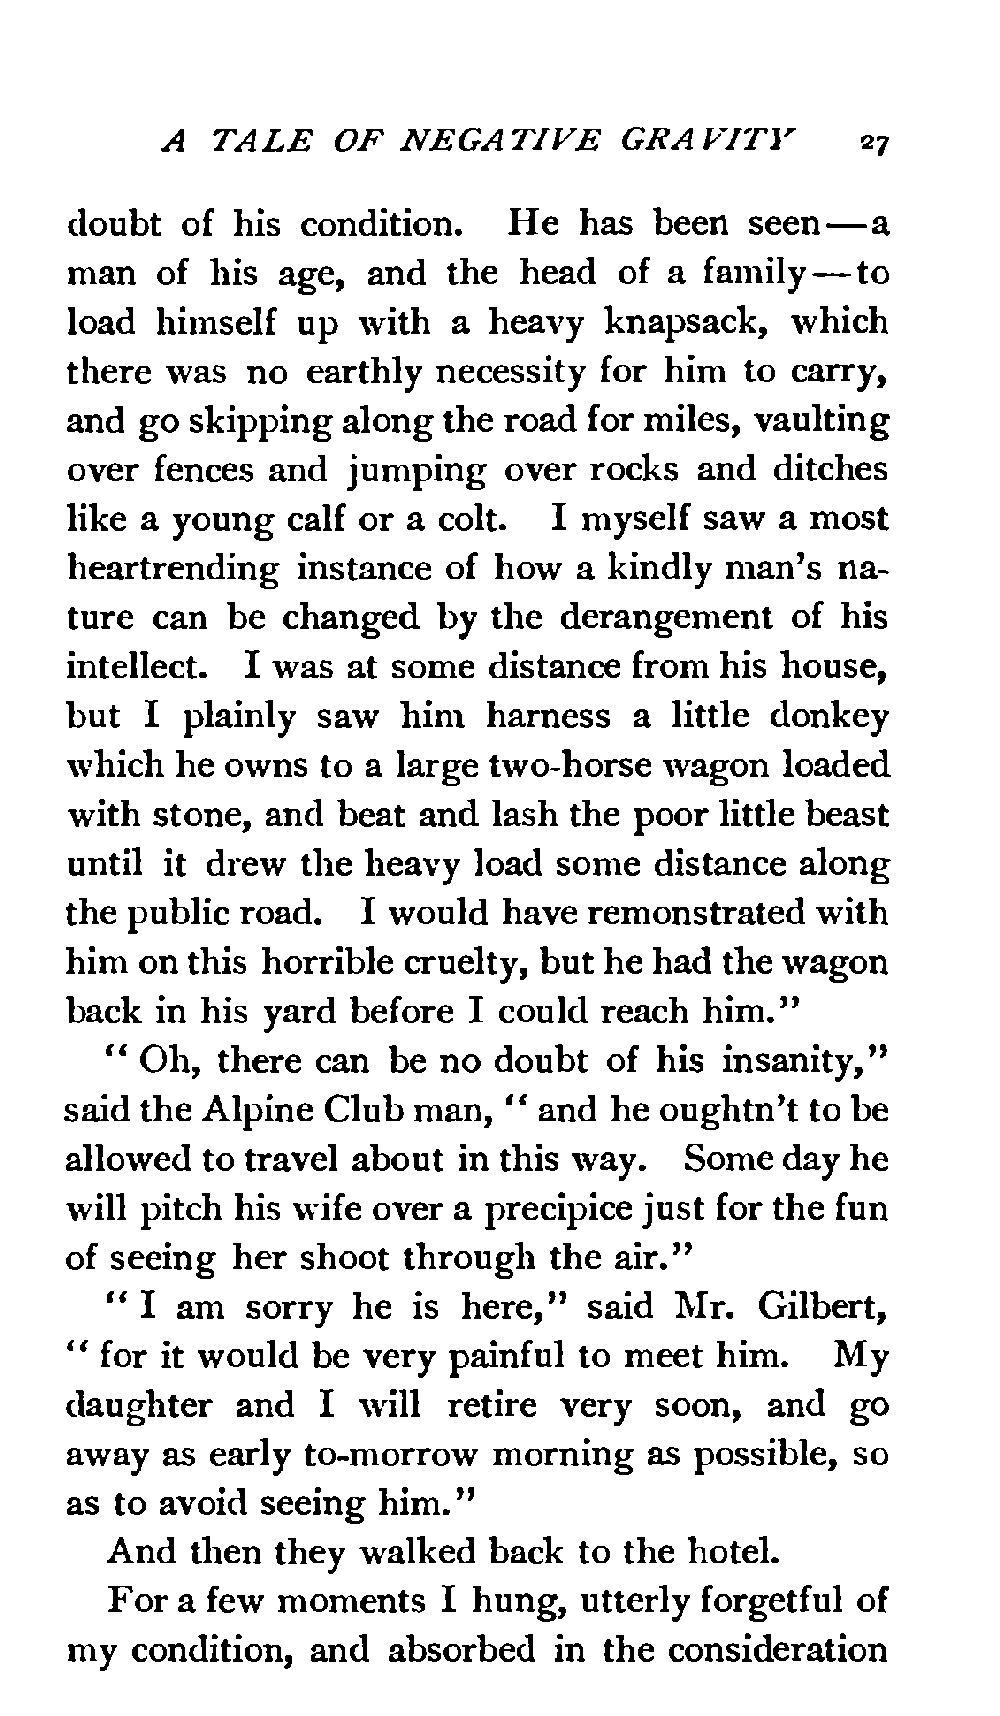 A TALE OF NEGATIVE GRAVITY 27
doubt of his condition. He has been seen—a
man of his age, and the head of a family—to
load himself up with a heavy knapsack, which
there was no earthly necessity for him to carry,
and go skipping along the road for miles, vaulting
over fences and jumping over rocks and ditches
like a young calf or a colt. I myself saw a most
heartrending instance of how a kindly man's na-
ture can be changed by the derangement of his
intellect. I was at some distance from his house,
but I plainly saw him harness a little donkey
which he owns to a large two-horse wagon loaded
with stone, and beat and lash the poor little beast
until it drew the heavy load some distance along
the public road. I would have remonstrated with
him on this horrible cruelty, but he had the wagon
back in his yard before I could reach him."
"Oh, there can be no doubt of his insanity,"
said the Alpine Club man, "and he oughtn't to be
allowed to travel about in this way. Some day he
will pitch his wife over a precipice just for the fun
of seeing her shoot through the air."
"I am sorry he is here," said Mr. Gilbert,
"for it would be very painful to meet him. My
daughter and I will retire very soon, and go
away as early to-morrow morning as possible, so
as to avoid seeing him."
And then they walked back to the hotel.
For a few moments I hung, utterly forgetful of
my condition, and absorbed in the consideration